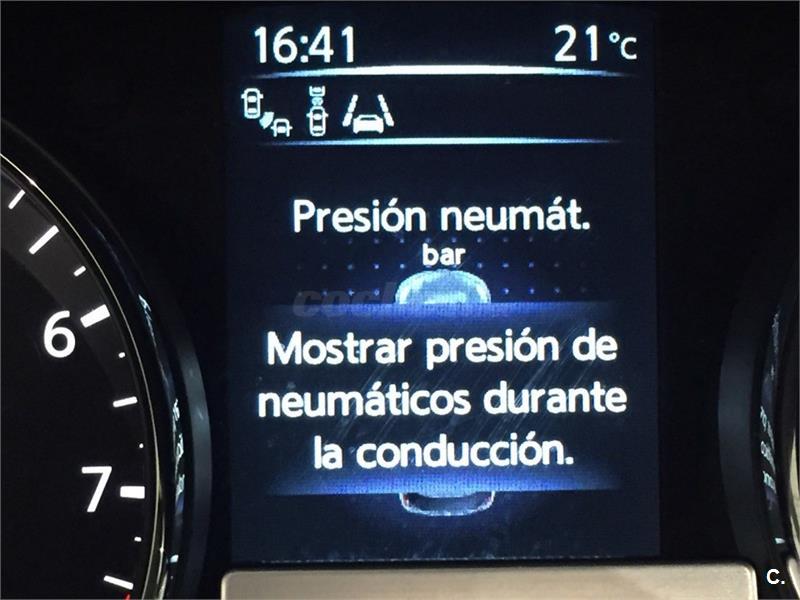 16:41 21°C
Presión neumát.
bar
Mostrar presión de
neumáticos durante
la conducción.
6
7
C.